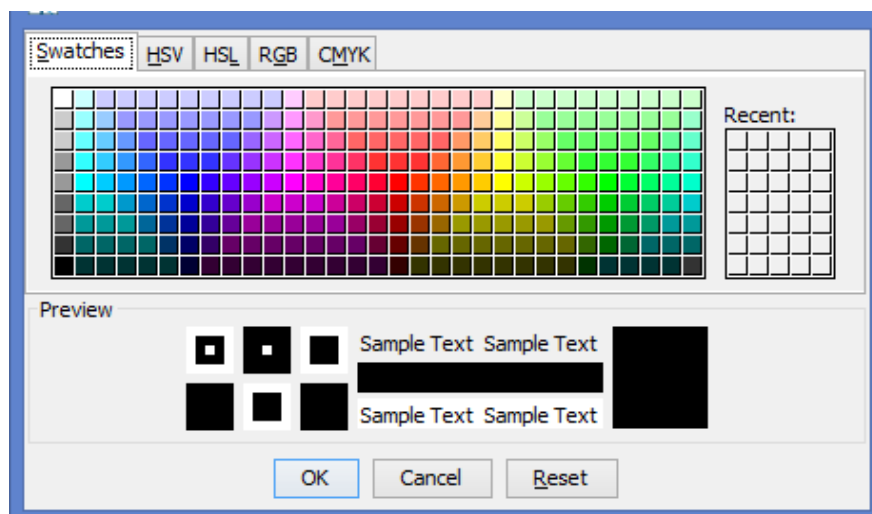 Swatches HSV HSL RGB CMYK
Recent:
Preview
Sample Text Sample Text
Sample Text Sample Text
OK Cancel Reset